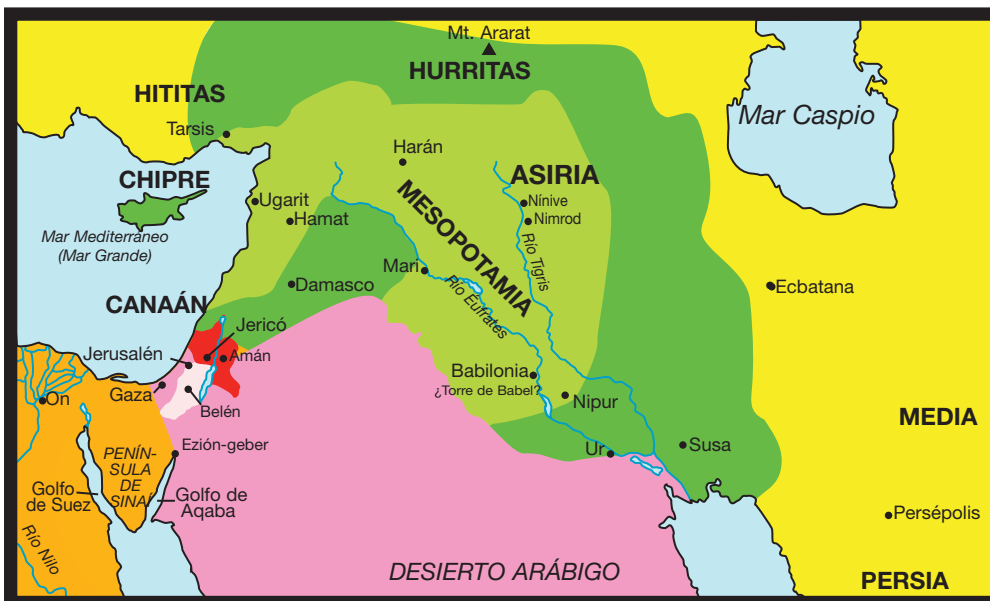 Mt. Ararat
HURRITAS
HITITAS
Mar Caspio
Tarsis
Harán
ASIRIA
CHIPRE
Nínive
Ugarit
MESOPOTAMIA
Nimrod
Hamat
Mar Mediterráneo
(Mar Grande)
Río Tigris
Mari
Damasco
Ecbatana
Río Éufrates
CANAÁN
Jericó
Jerusalén
Amán
Babilonia
Gaza
¿Torre de Babel?
On
Belén
Nipur
MEDIA
Ezión-geber
Ur
Susa
PENÍN-
SULA
DE
SINAÍ
Golfo
de Suez
Golfo de
Aqaba
Persépolis
Río Nilo
DESIERTO ARÁBIGO
PERSIA